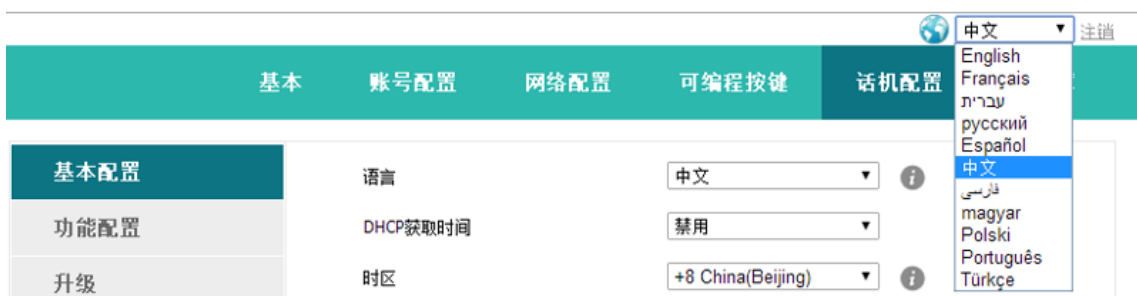 中文 注销
English
Français
עברית
русский
Español
中文
فارسی
magyar
Polski
Português
Türkçe
基本 账号配置 网络配置 可编程按键 话机配置
基本配置
功能配置
升级
语言 中文
DHCP获取时间 禁用
时区 +8 China(Beijing)